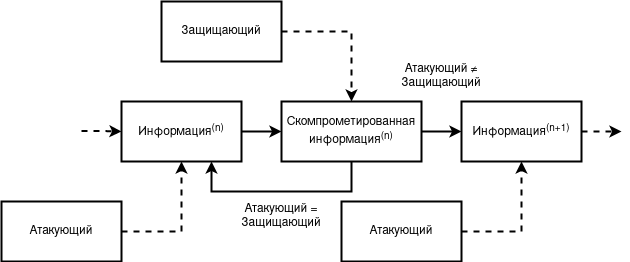 Защищающий
Атакующий ≠
Защищающий
Информация(n)
Скомпрометированная
информация(n)
Информация(n+1)
Атакующий =
Защищающий
Атакующий
Атакующий